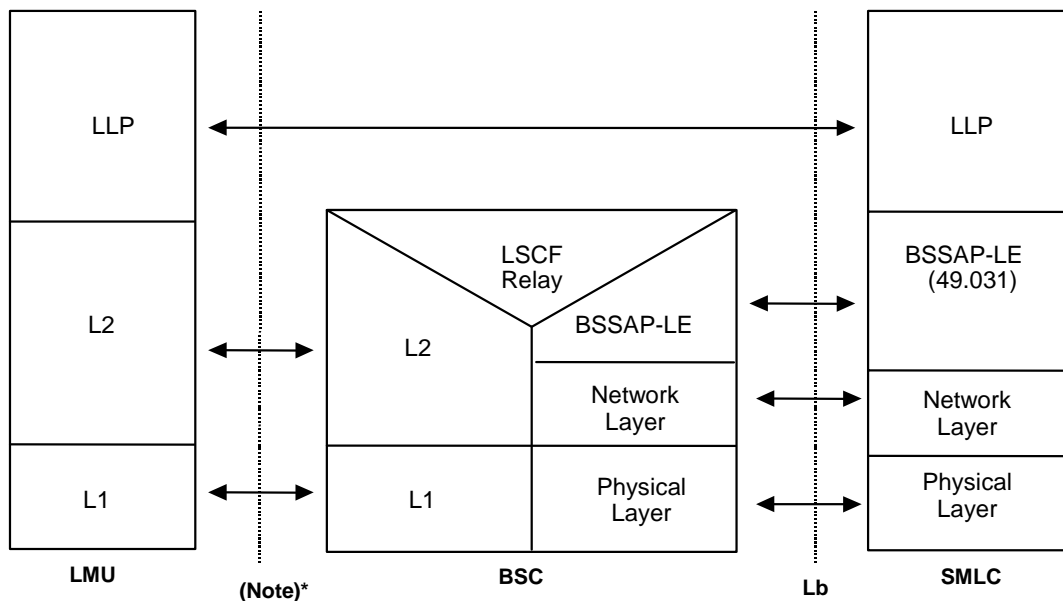 LLP
LLP
LSCF
Relay
BSSAP-LE
(49.031)
L2
L2
BSSAP-LE
Network
Layer
Network
Layer
L1
L1
Physical
Layer
Physical
Layer
LMU
(Note)*
BSC
Lb
SMLC